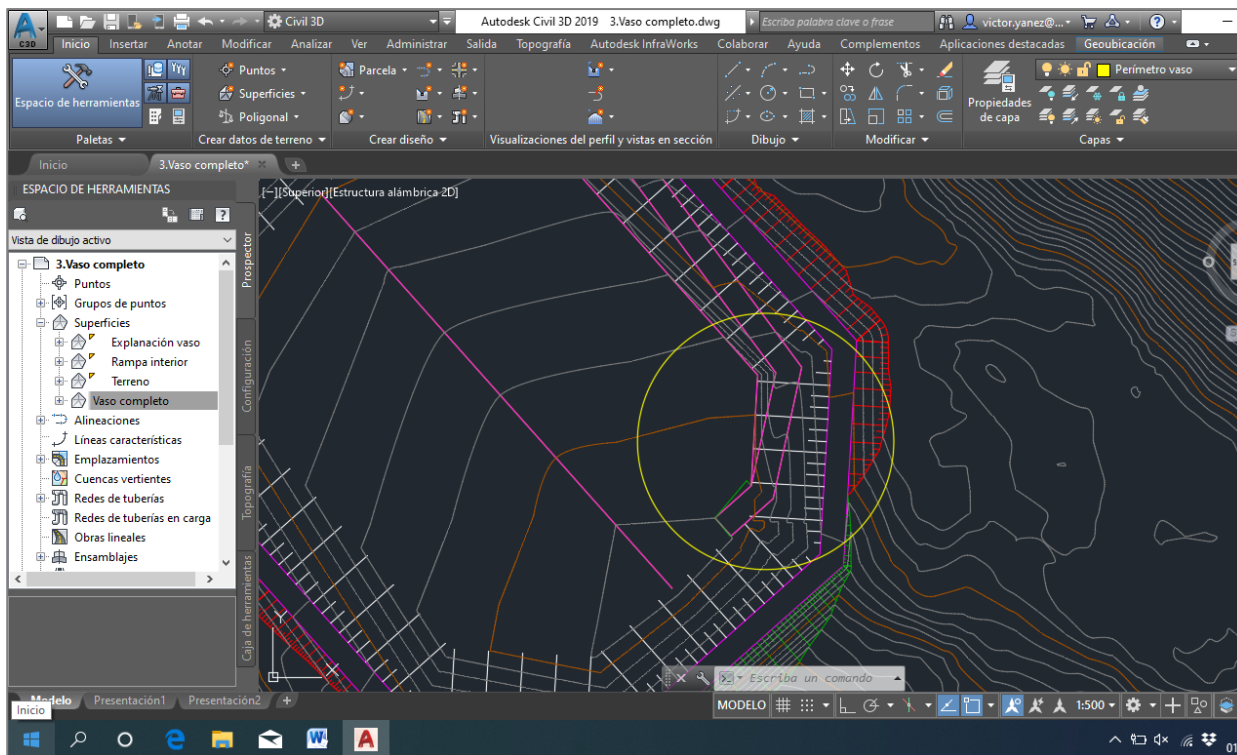 Civil 3D
Autodesk Civil 3D 2019 3.Vaso completo.dwg
Escriba palabra clave o frase
victor.yanez@...
?
C3D
Inicio Insertar Anotar Modificar Analizar Ver Administrar Salida Topografía Autodesk InfraWorks Colaborar Ayuda Complementos Aplicaciones destacadas Geoubicación
Espacio de herramientas
Puntos
Superficies
Poligonal
Parcela
Propiedades de capa
Perímetro vaso
Paletas
Crear datos de terreno
Crear diseño
Visualizaciones del perfil y vistas en sección
Dibujo
Modificar
Capas
Inicio
3.Vaso completo*
ESPACIO DE HERRAMIENTAS
[−][Superior][Estructura alámbrica 2D]
Vista de dibujo activo
3.Vaso completo
Puntos
Grupos de puntos
Superficies
Explanación vaso
Rampa interior
Terreno
Vaso completo
Alineaciones
Líneas características
Emplazamientos
Cuencas vertientes
Redes de tuberías
Redes de tuberías en carga
Obras lineales
Ensamblajes
Prospector
Configuración
Topografía
Caja de herramientas
Y
X
Escriba un comando
Modelo Presentación1 Presentación2 +
Inicio
MODELO
1:500
01